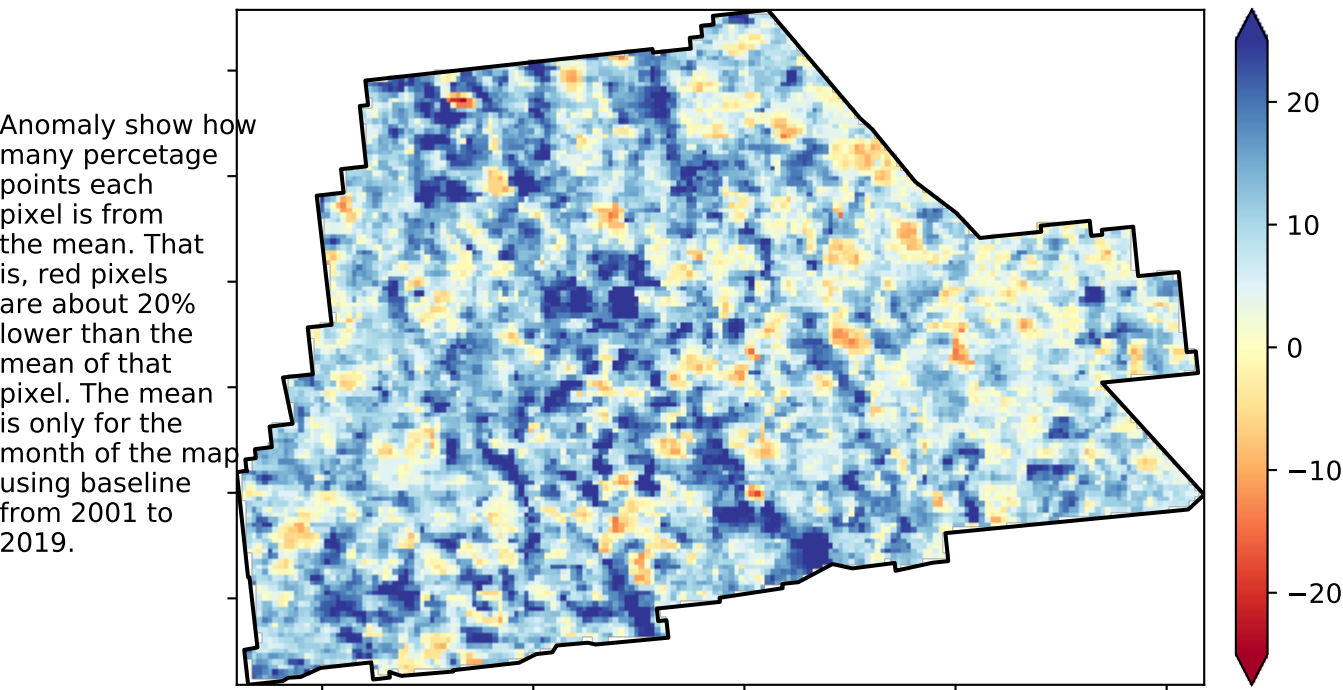 Anomaly show how
many percetage
points each
pixel is from
the mean. That
is, red pixels
are about 20%
lower than the
mean of that
pixel. The mean
is only for the
month of the map
using baseline
from 2001 to
2019.
20
10
0
−10
−20